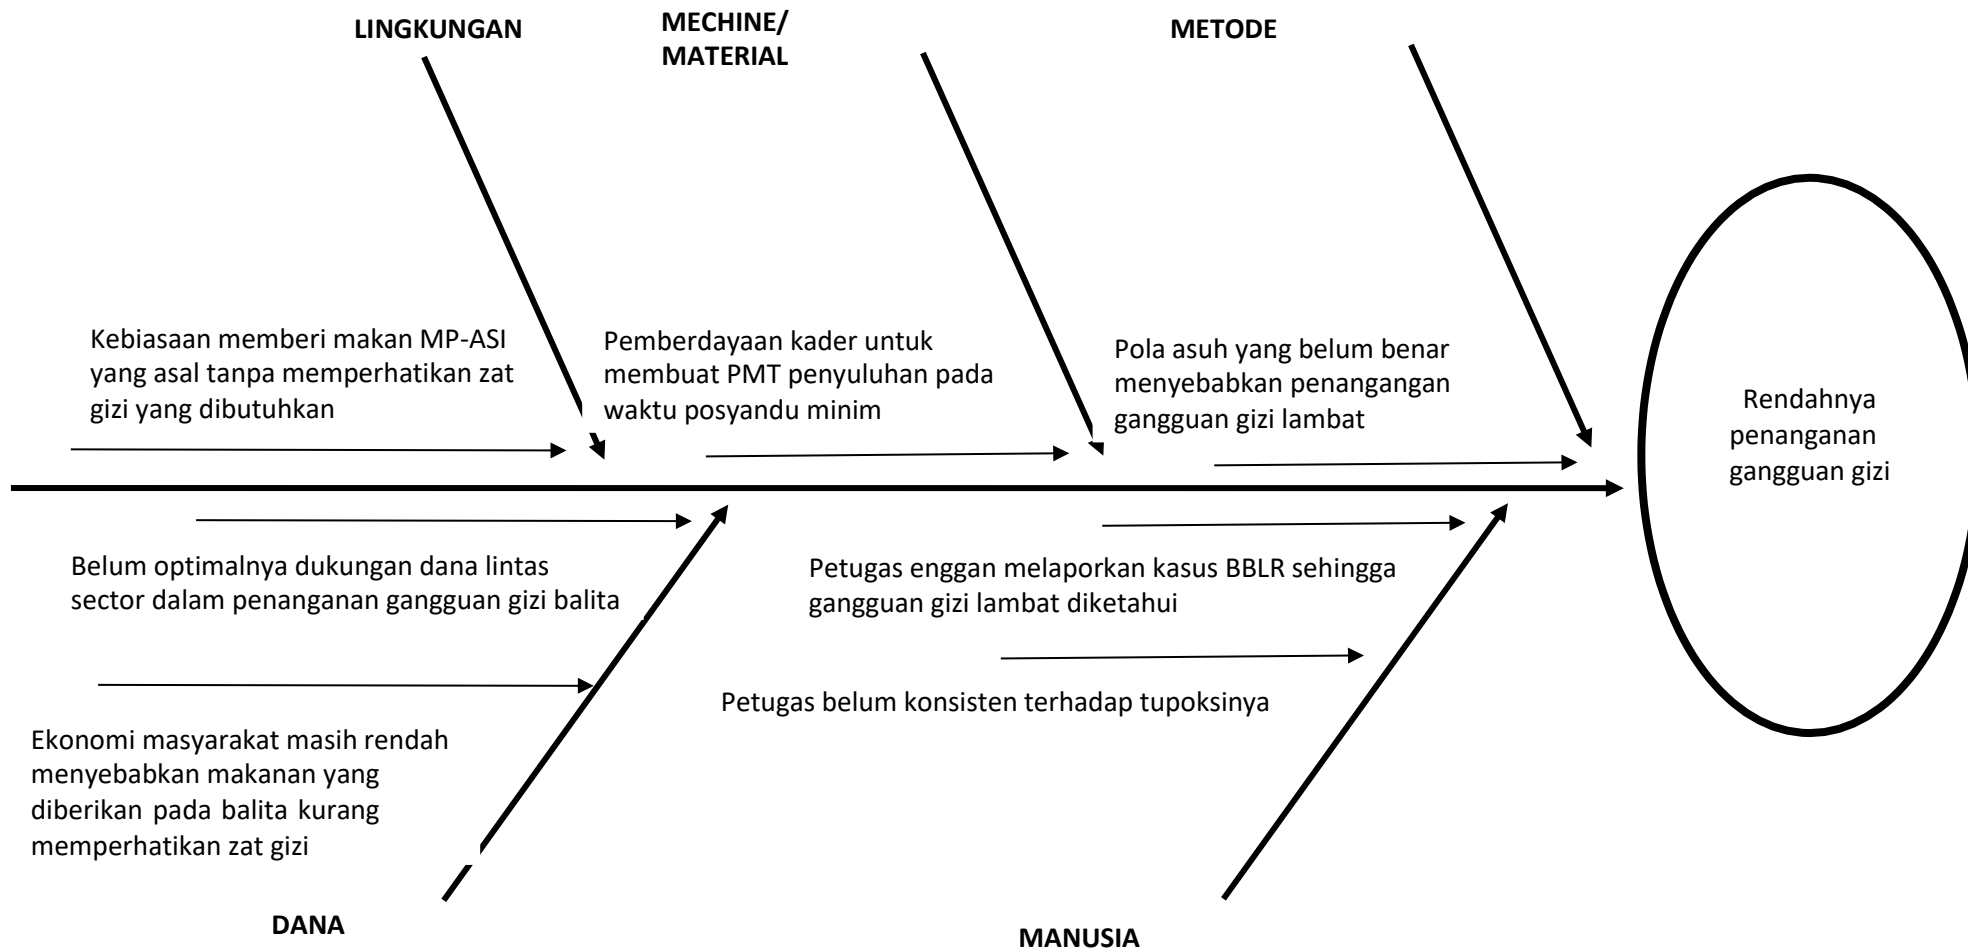 LINGKUNGAN
MECHINE/
MATERIAL
METODE
Kebiasaan memberi makan MP-ASI
yang asal tanpa memperhatikan zat
gizi yang dibutuhkan
Pemberdayaan kader untuk
membuat PMT penyuluhan pada
waktu posyandu minim
Pola asuh yang belum benar
menyebabkan penangangan
gangguan gizi lambat
Rendahnya
penanganan
gangguan gizi
Belum optimalnya dukungan dana lintas
sector dalam penanganan gangguan gizi balita
Petugas enggan melaporkan kasus BBLR sehingga
gangguan gizi lambat diketahui
Petugas belum konsisten terhadap tupoksinya
Ekonomi masyarakat masih rendah
menyebabkan makanan yang
diberikan pada balita kurang
memperhatikan zat gizi
DANA
MANUSIA